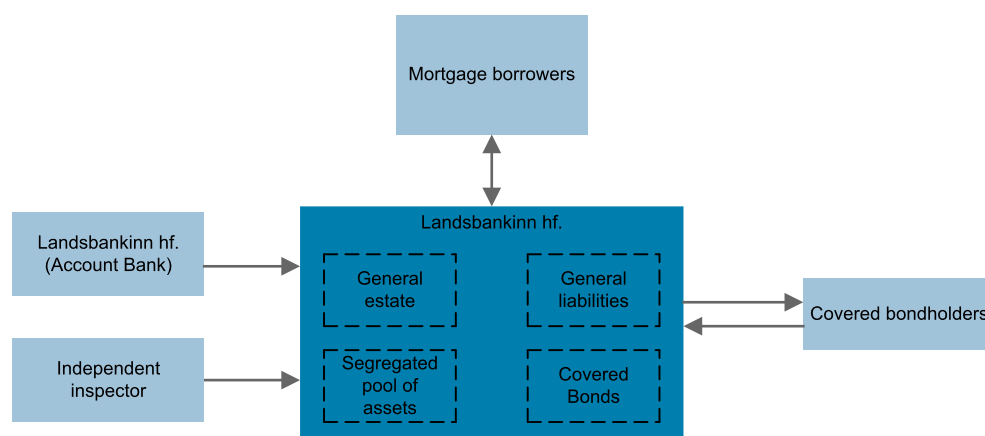 Mortgage borrowers
Landsbankinn hf.
Landsbankinn hf.
(Account Bank)
General
estate
General
liabilities
Covered bondholders
Independent
inspector
Segregated
pool of
assets
Covered
Bonds